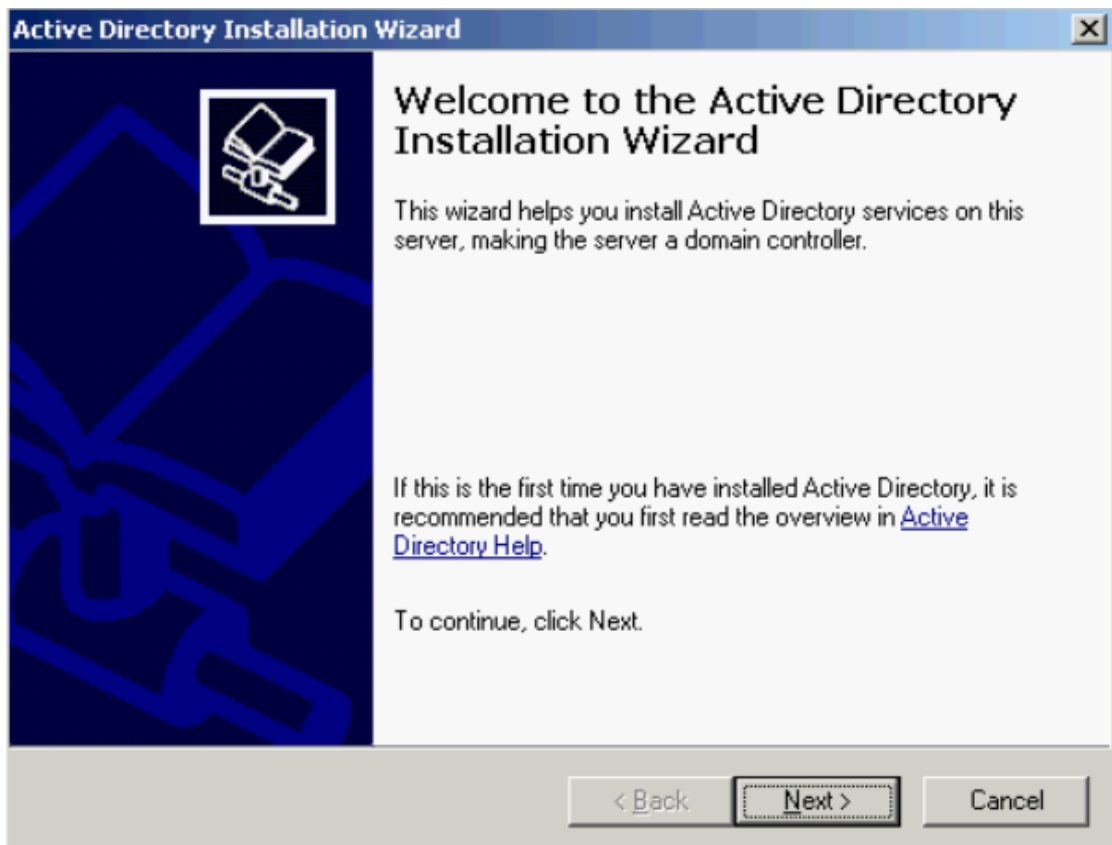 Active Directory Installation Wizard
Welcome to the Active Directory
Installation Wizard
This wizard helps you install Active Directory services on this
server, making the server a domain controller.
If this is the first time you have installed Active Directory, it is
recommended that you first read the overview in Active
Directory Help.
To continue, click Next.
< Back
Next >
Cancel